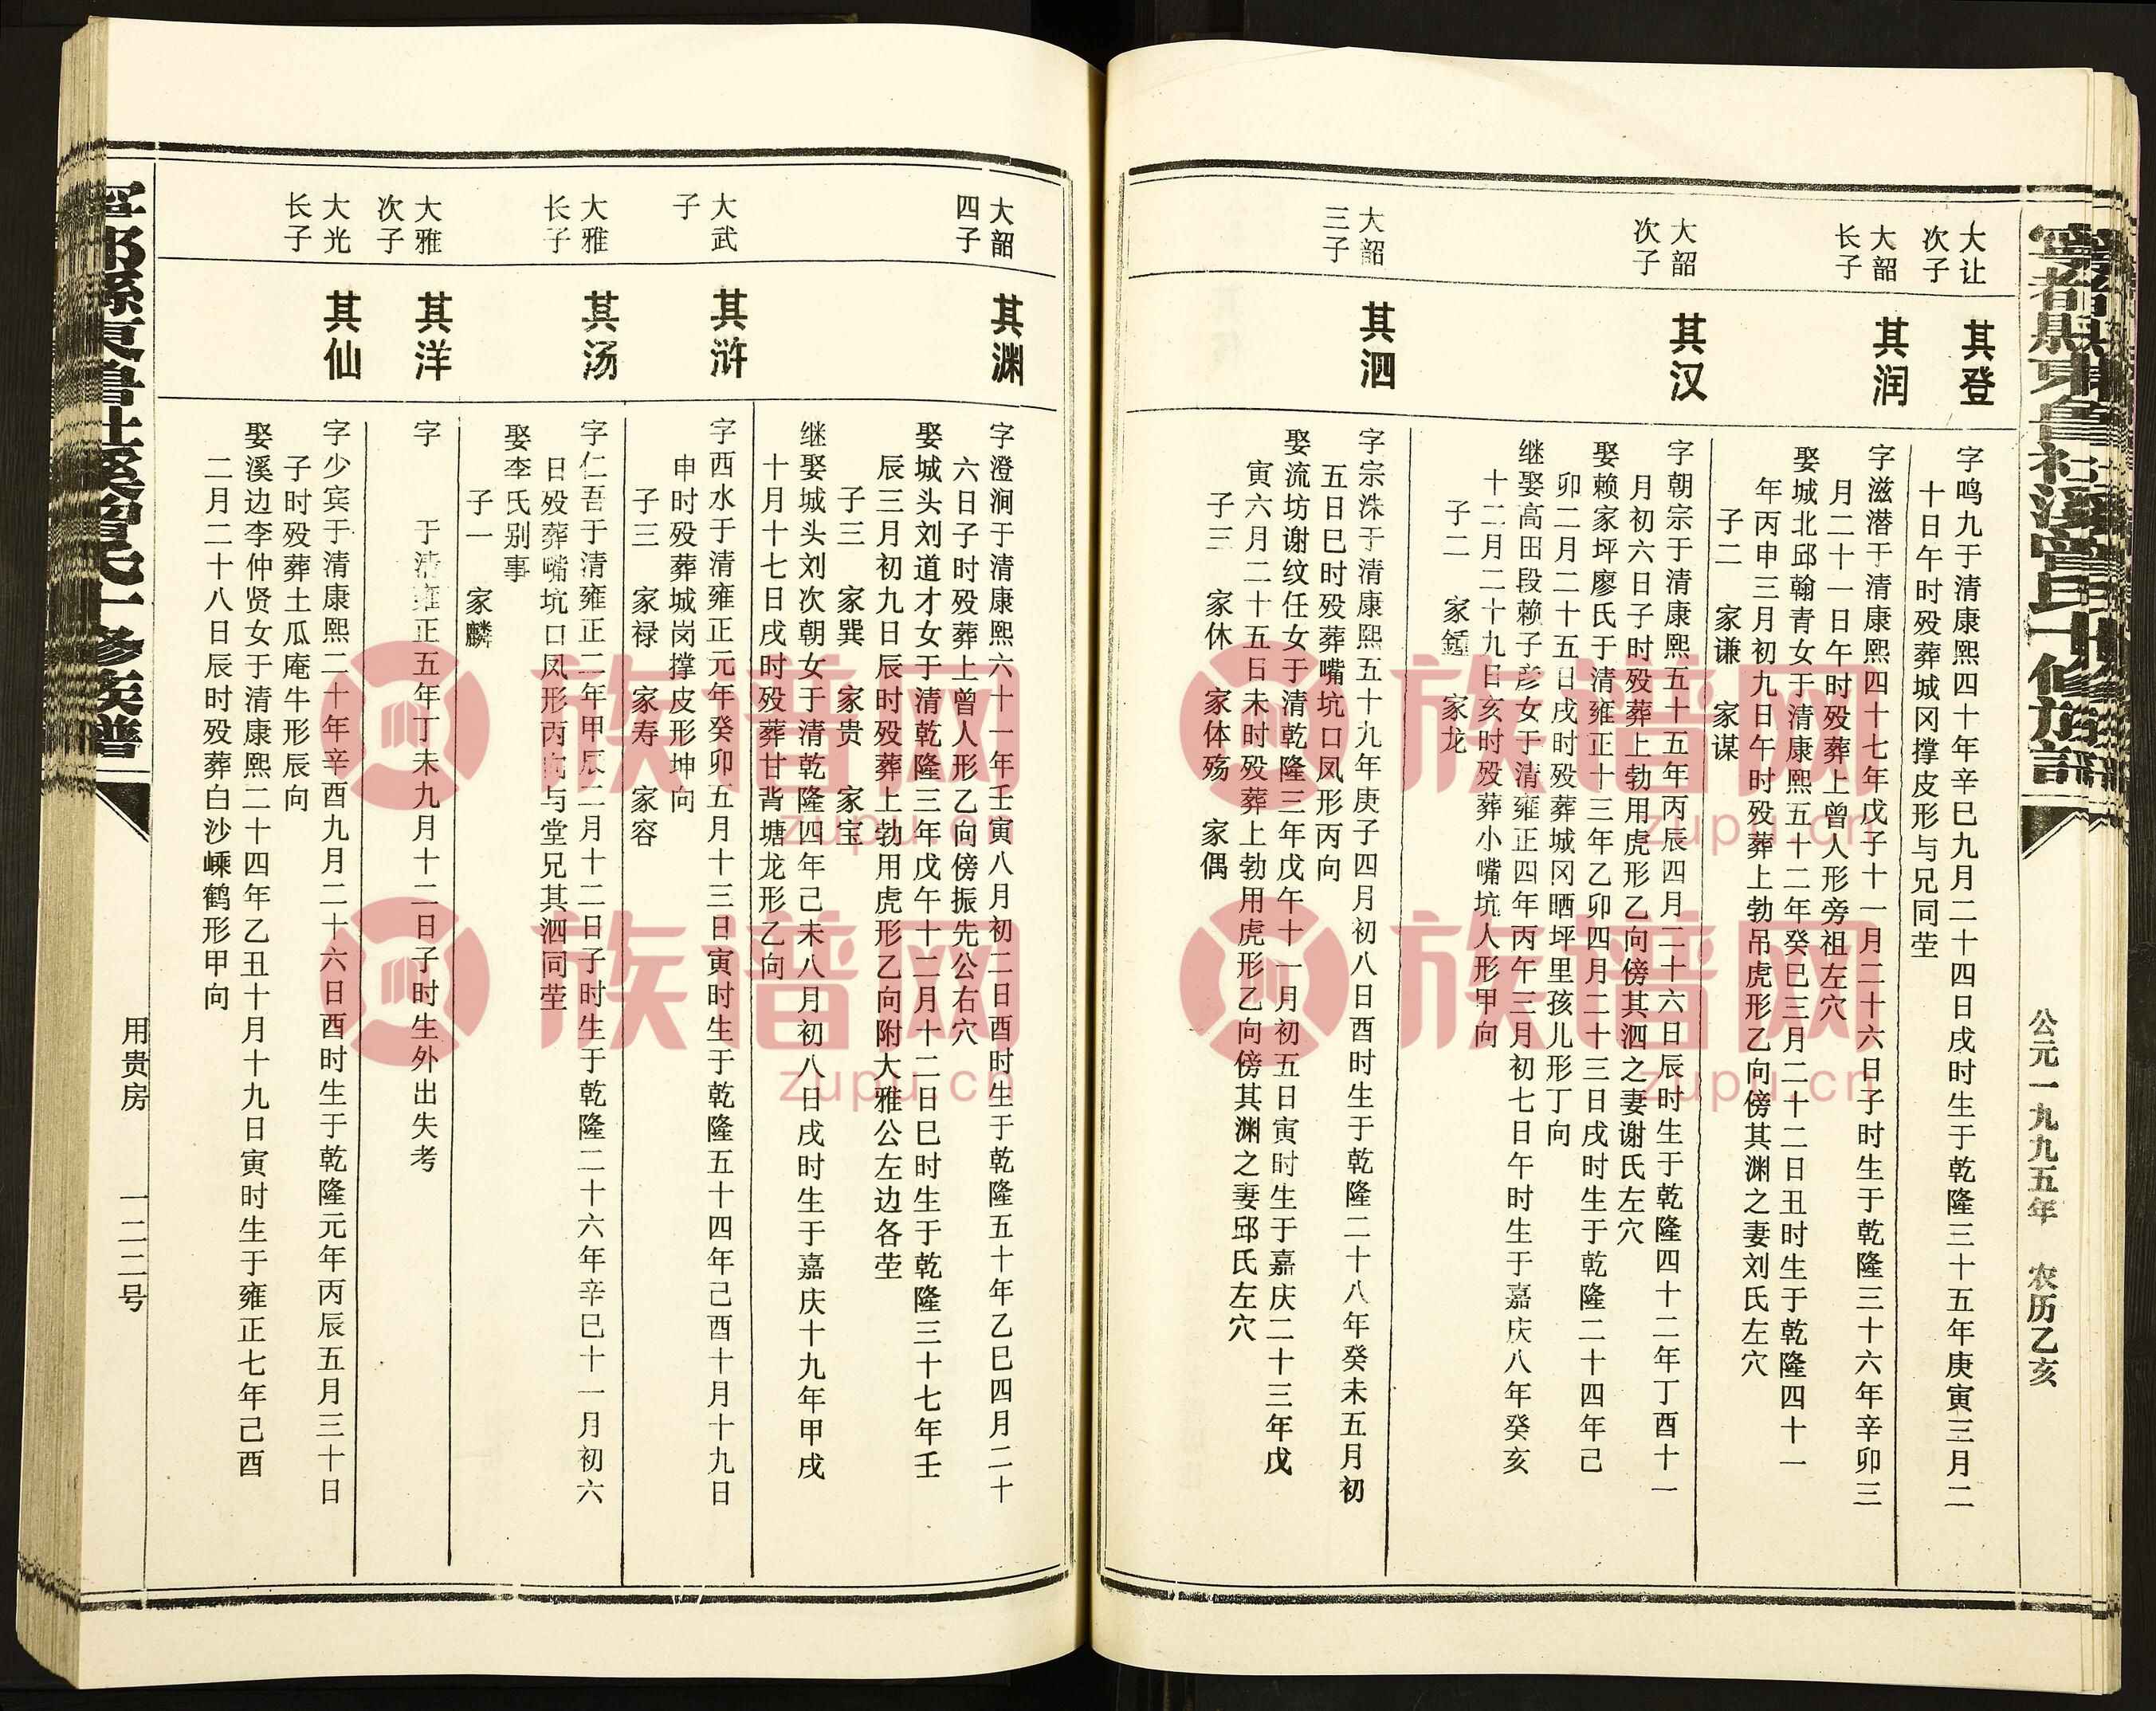 宁都县东鲁社溪曾氏十修族谱
公元一九九五年 农历乙亥
大让
次子
其登
字鸣九于清康熙四十年辛巳九月二十四日戌时生于乾隆三十五年庚寅三月二
十日午时殁葬城冈撑皮形与兄同茔
大韶
长子
其润
字滋潜于清康熙四十七年戊子十一月二十六日子时生于乾隆三十六年辛卯三
月二十一日午时殁葬上曾人形旁祖左穴
娶城北邱翰青女于清康熙五十二年癸巳三月二十二日丑时生于乾隆四十一
年丙申三月初九日午时殁葬上勃吊虎形乙向傍其渊之妻刘氏左穴
子二 家谦 家谋
大韶
次子
其汉
字朝宗于清康熙五十五年丙辰四月二十六日辰时生于乾隆四十二年丁酉十一
月初六日子时殁葬上勃用虎形乙向傍其泗之妻谢氏左穴
娶赖家坪廖氏于清雍正十三年乙卯四月二十三日戌时生于乾隆二十四年己
卯二月二十五日戌时殁葬城冈晒坪里孩儿形丁向
继娶高田段赖子彦女于清雍正四年丙午三月初七日午时生于嘉庆八年癸亥
十二月二十九日亥时殁葬小嘴坑人形甲向
子二 家鍾 家龙
大韶
三子
其泗
字宗洙于清康熙五十九年庚子四月初八日酉时生于乾隆二十八年癸未五月初
五日巳时殁葬嘴坑口凤形丙向
娶流坊谢纹任女于清乾隆三年戊午十一月初五日寅时生于嘉庆二十三年戊
寅六月二十五日未时殁葬上勃用虎形乙向傍其渊之妻邱氏左穴
子三 家休 家体殇 家偶
大韶
四子
其渊
字澄涧于清康熙六十一年壬寅八月初二日酉时生于乾隆五十年乙巳四月二十
六日子时殁葬上曾人形乙向傍振先公右穴
娶城头刘道才女于清乾隆三年戊午十二月十二日巳时生于乾隆三十七年壬
辰三月初九日辰时殁葬上勃用虎形乙向附大雅公左边各茔
子三 家巽 家贵 家宝
继娶城头刘次朝女于清乾隆四年己未八月初八日戌时生于嘉庆十九年甲戌
十月十七日戌时殁葬甘背塘龙形乙向
大武
子
其浒
字西水于清雍正元年癸卯五月十三日寅时生于乾隆五十四年己酉十月十九日
申时殁葬城岗撑皮形坤向
子三 家禄 家寿 家容
大雅
长子
其汤
字仁吾于清雍正二年甲辰二月十二日子时生于乾隆二十六年辛巳十一月初六
日殁葬嘴坑口凤形丙向与堂兄其泗同茔
娶李氏别事
子一 家麟
大雅
次子
其洋
字 于清雍正五年丁未九月十二日子时生外出失考
大光
长子
其仙
字少宾于清康熙二十年辛酉九月二十六日酉时生于乾隆元年丙辰五月三十日
子时殁葬土瓜庵牛形辰向
娶溪边李仲贤女于清康熙二十四年乙丑十月十九日寅时生于雍正七年己酉
二月二十八日辰时殁葬白沙嵊鹤形甲向
宁都县东鲁社溪曾氏十修族谱
用贵房 一二二号
族谱网
zupu.cn
族谱网
zupu.cn
族谱网
zupu.cn
族谱网
zupu.cn